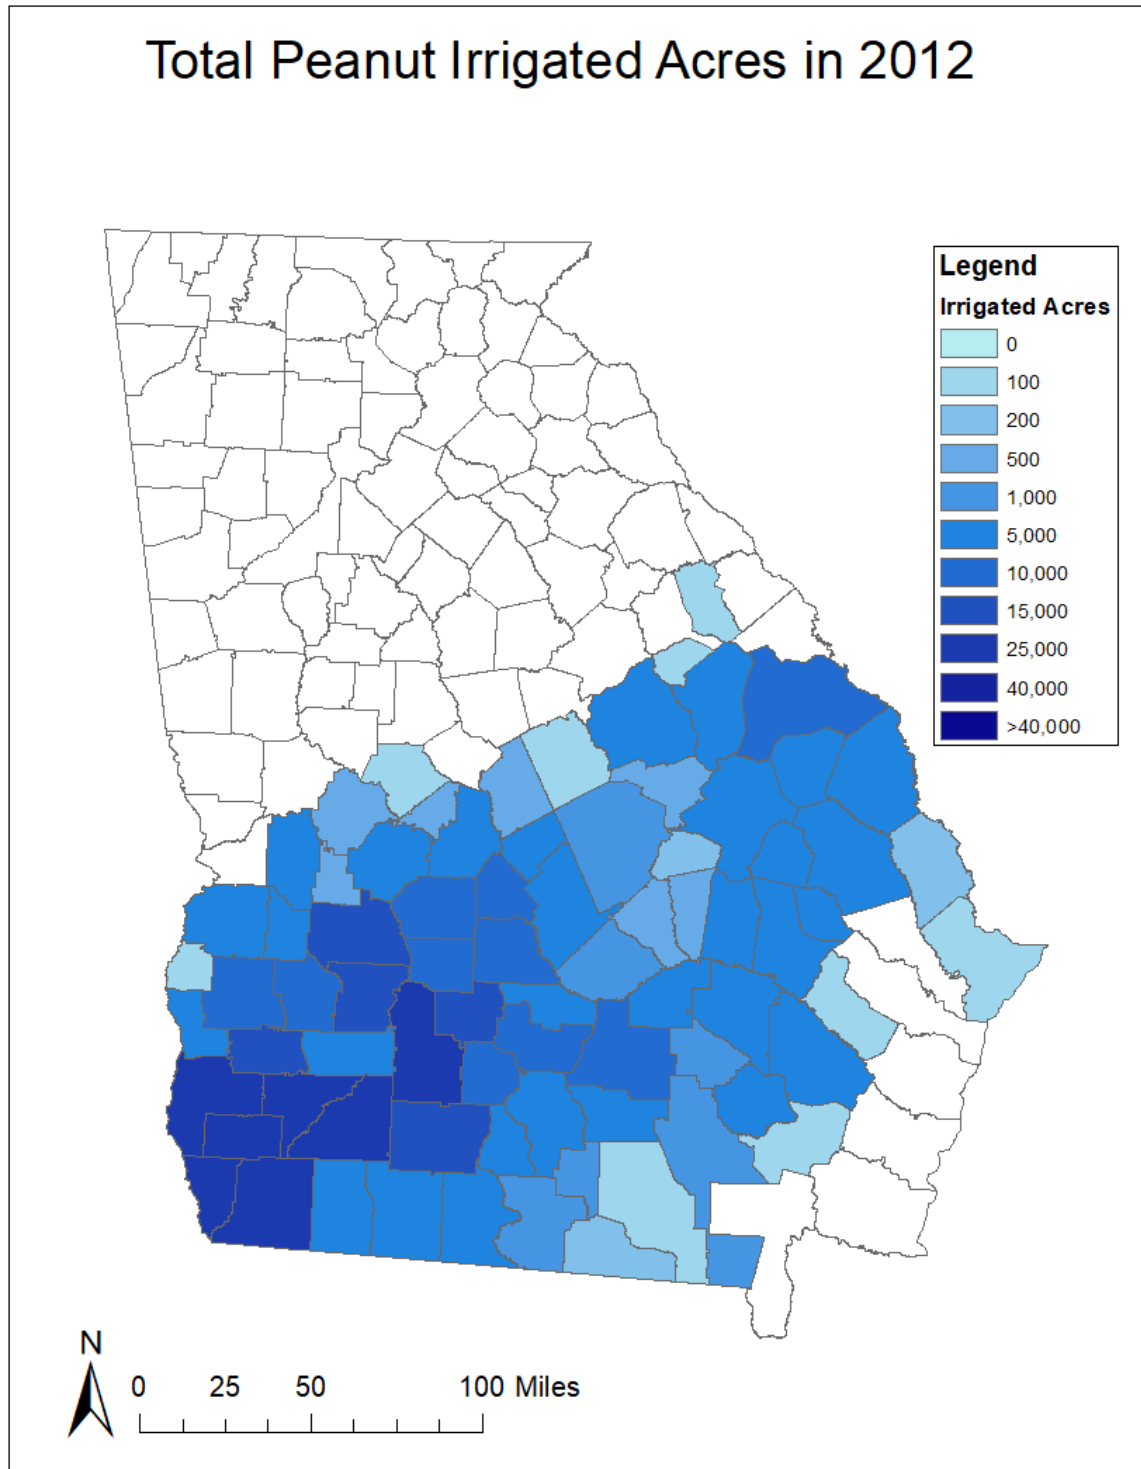 Total Peanut Irrigated Acres in 2012
Legend
Irrigated Acres
0
100
200
500
1,000
5,000
10,000
15,000
25,000
40,000
>40,000
N
0 25 50 100 Miles